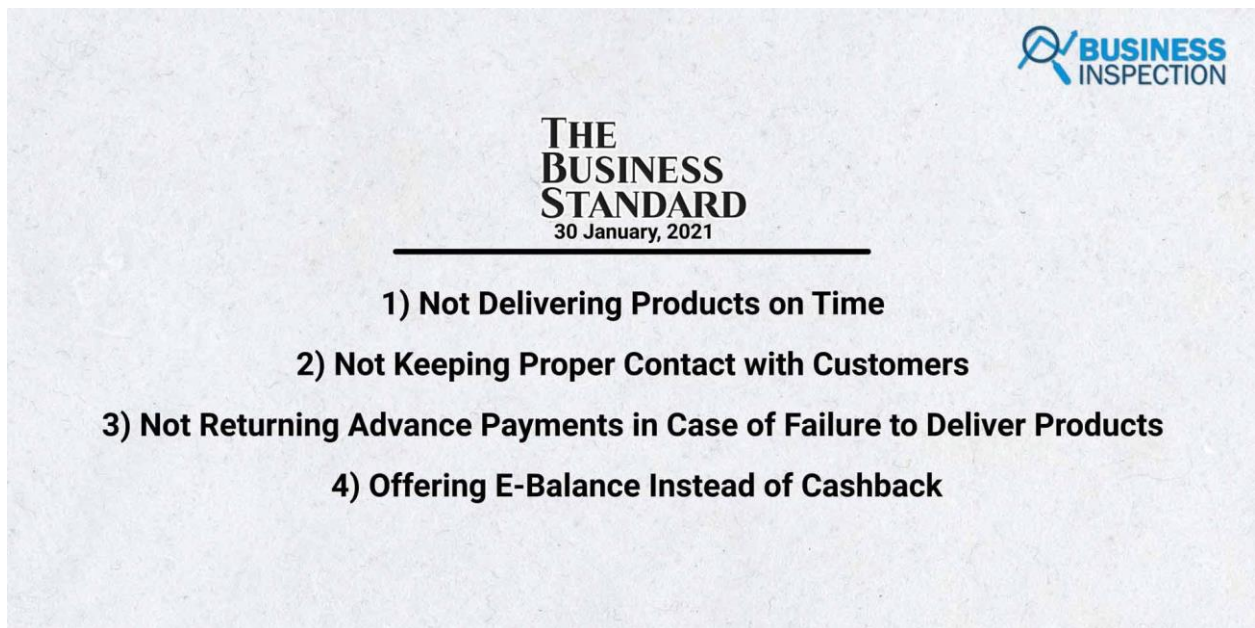 BUSINESS
INSPECTION
THE
BUSINESS
STANDARD
30 January, 2021
1) Not Delivering Products on Time
2) Not Keeping Proper Contact with Customers
3) Not Returning Advance Payments in Case of Failure to Deliver Products
4) Offering E-Balance Instead of Cashback